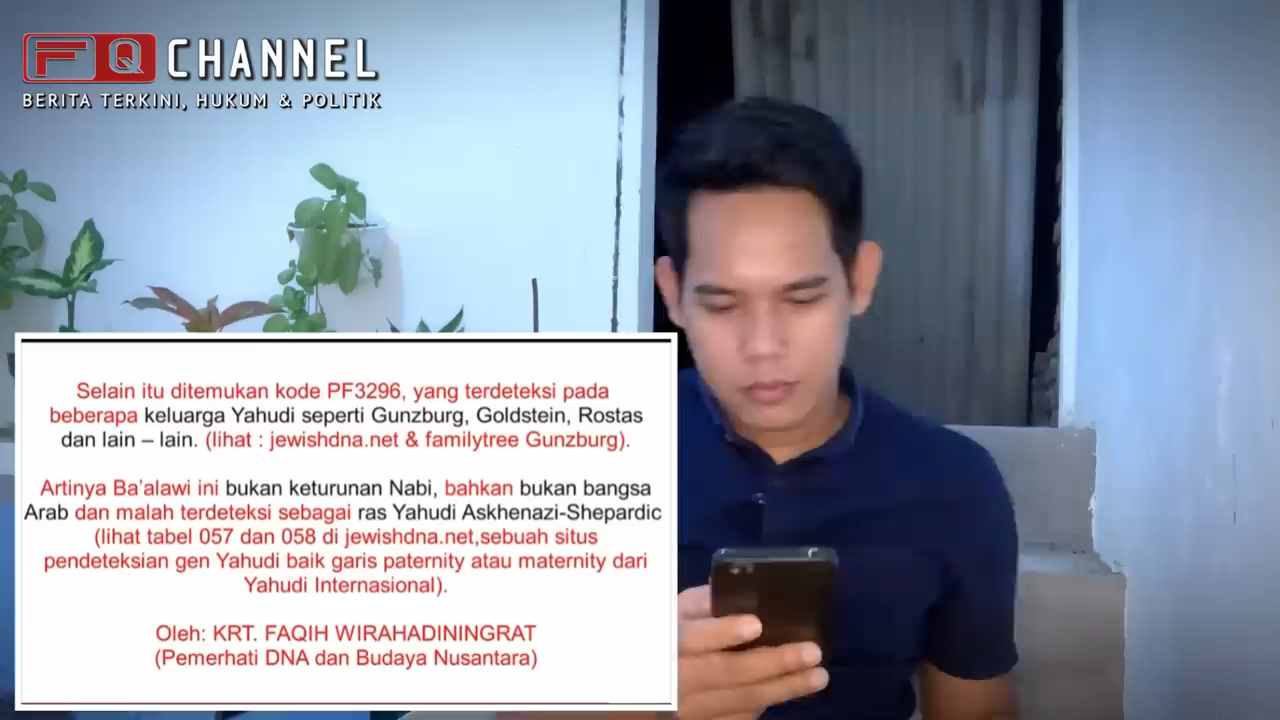 FQ CHANNEL
BERITA TERKINI, HUKUM & POLITIK
Selain itu ditemukan kode PF3296, yang terdeteksi pada
beberapa keluarga Yahudi seperti Gunzburg, Goldstein, Rostas
dan lain – lain. (lihat : jewishdna.net & familytree Gunzburg).
Artinya Ba'alawi ini bukan keturunan Nabi, bahkan bukan bangsa
Arab dan malah terdeteksi sebagai ras Yahudi Askhenazi-Shepardic
(lihat tabel 057 dan 058 di jewishdna.net,sebuah situs
pendeteksian gen Yahudi baik garis paternity atau maternity dari
Yahudi Internasional).
Oleh: KRT. FAQIH WIRAHADININGRAT
(Pemerhati DNA dan Budaya Nusantara)